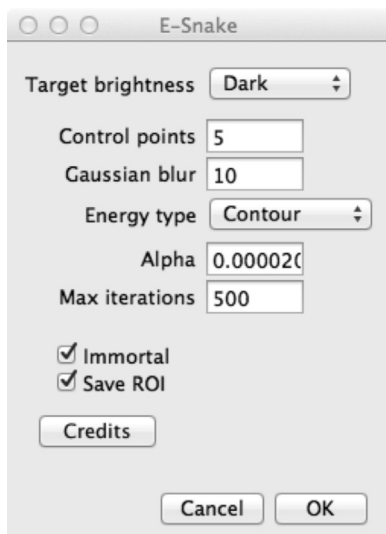 E-Snake
Target brightness Dark
Control points 5
Gaussian blur 10
Energy type Contour
Alpha 0.000020
Max iterations 500
Immortal
Save ROI
Credits
Cancel OK